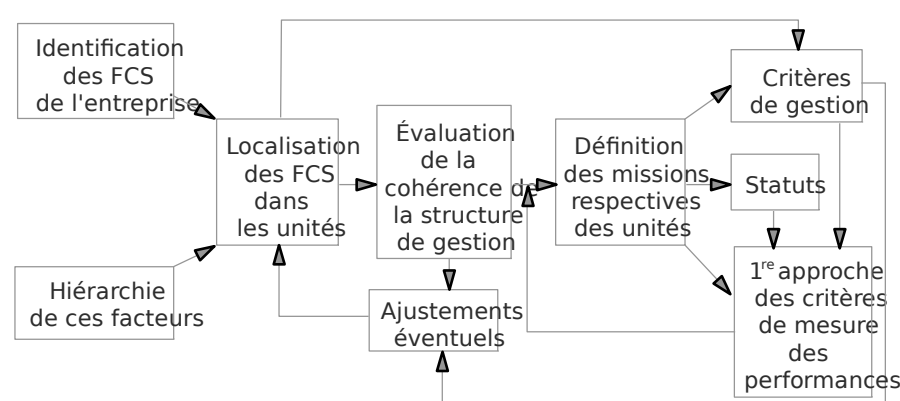 Identification
des FCS
de l'entreprise
Hiérarchie
de ces facteurs
Localisation
des FCS
dans
les unités
Évaluation
de la
cohérence de
la structure
de gestion
Ajustements
éventuels
Définition
des missions
respectives
des unités
Critères
de gestion
Statuts
1re approche
des critères
de mesure
des
performances